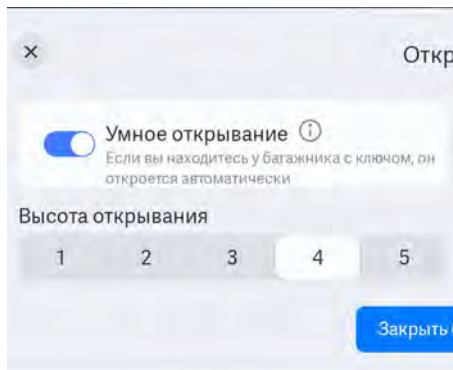 Откр
Умное открывание
Если вы находитесь у багажника с ключом, он
откроется автоматически
Высота открывания
1 2 3 4 5
Закрыть